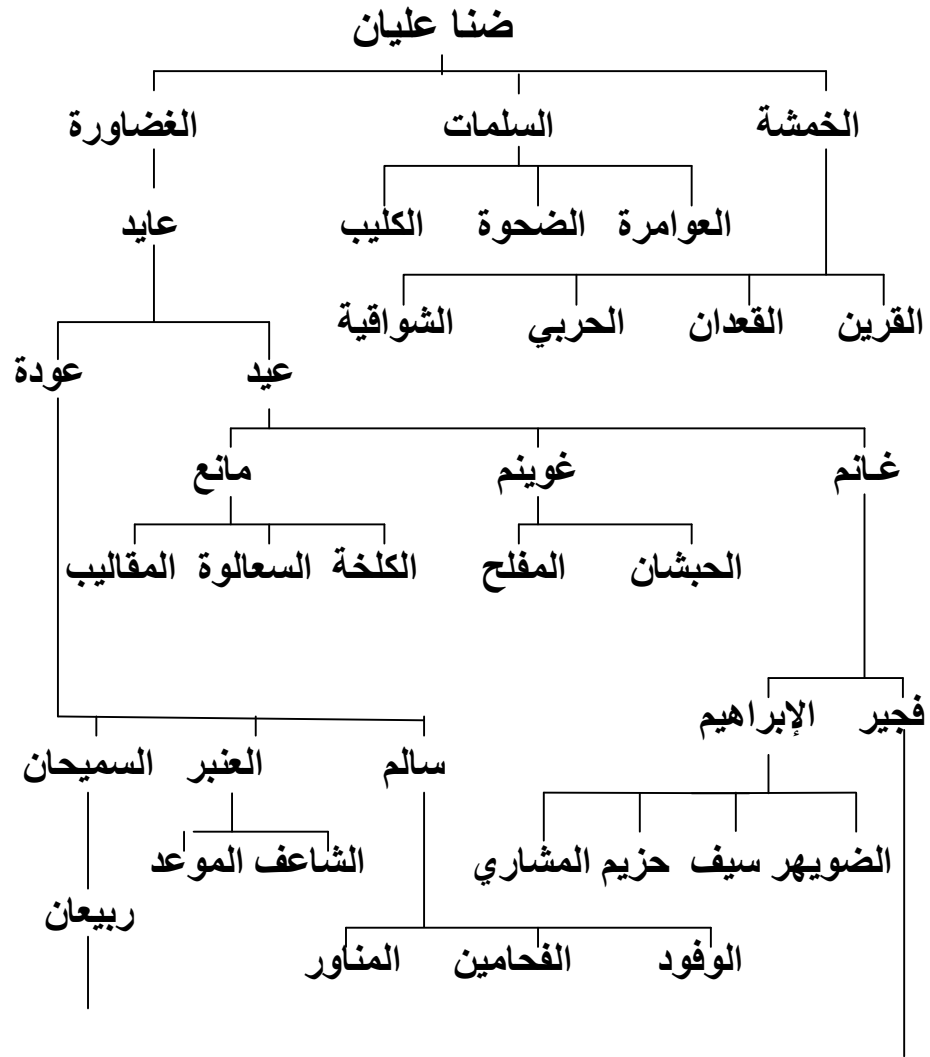 ضنا عليان
الخمشة السلمات الغضاورة
العوامرة الضحوة الكليب عايد
القرين القعدان الحربي الشواقية
عيد عودة
غانم غوينم مانع
الحبشان المفلح الكلخة السعالوة المقاليب
فجير الإبراهيم
سالم العنبر السميحان
الضويهر سيف حزيم المشاري الشاعف الموعد
ربيعان
الوفود الفحامين المناور